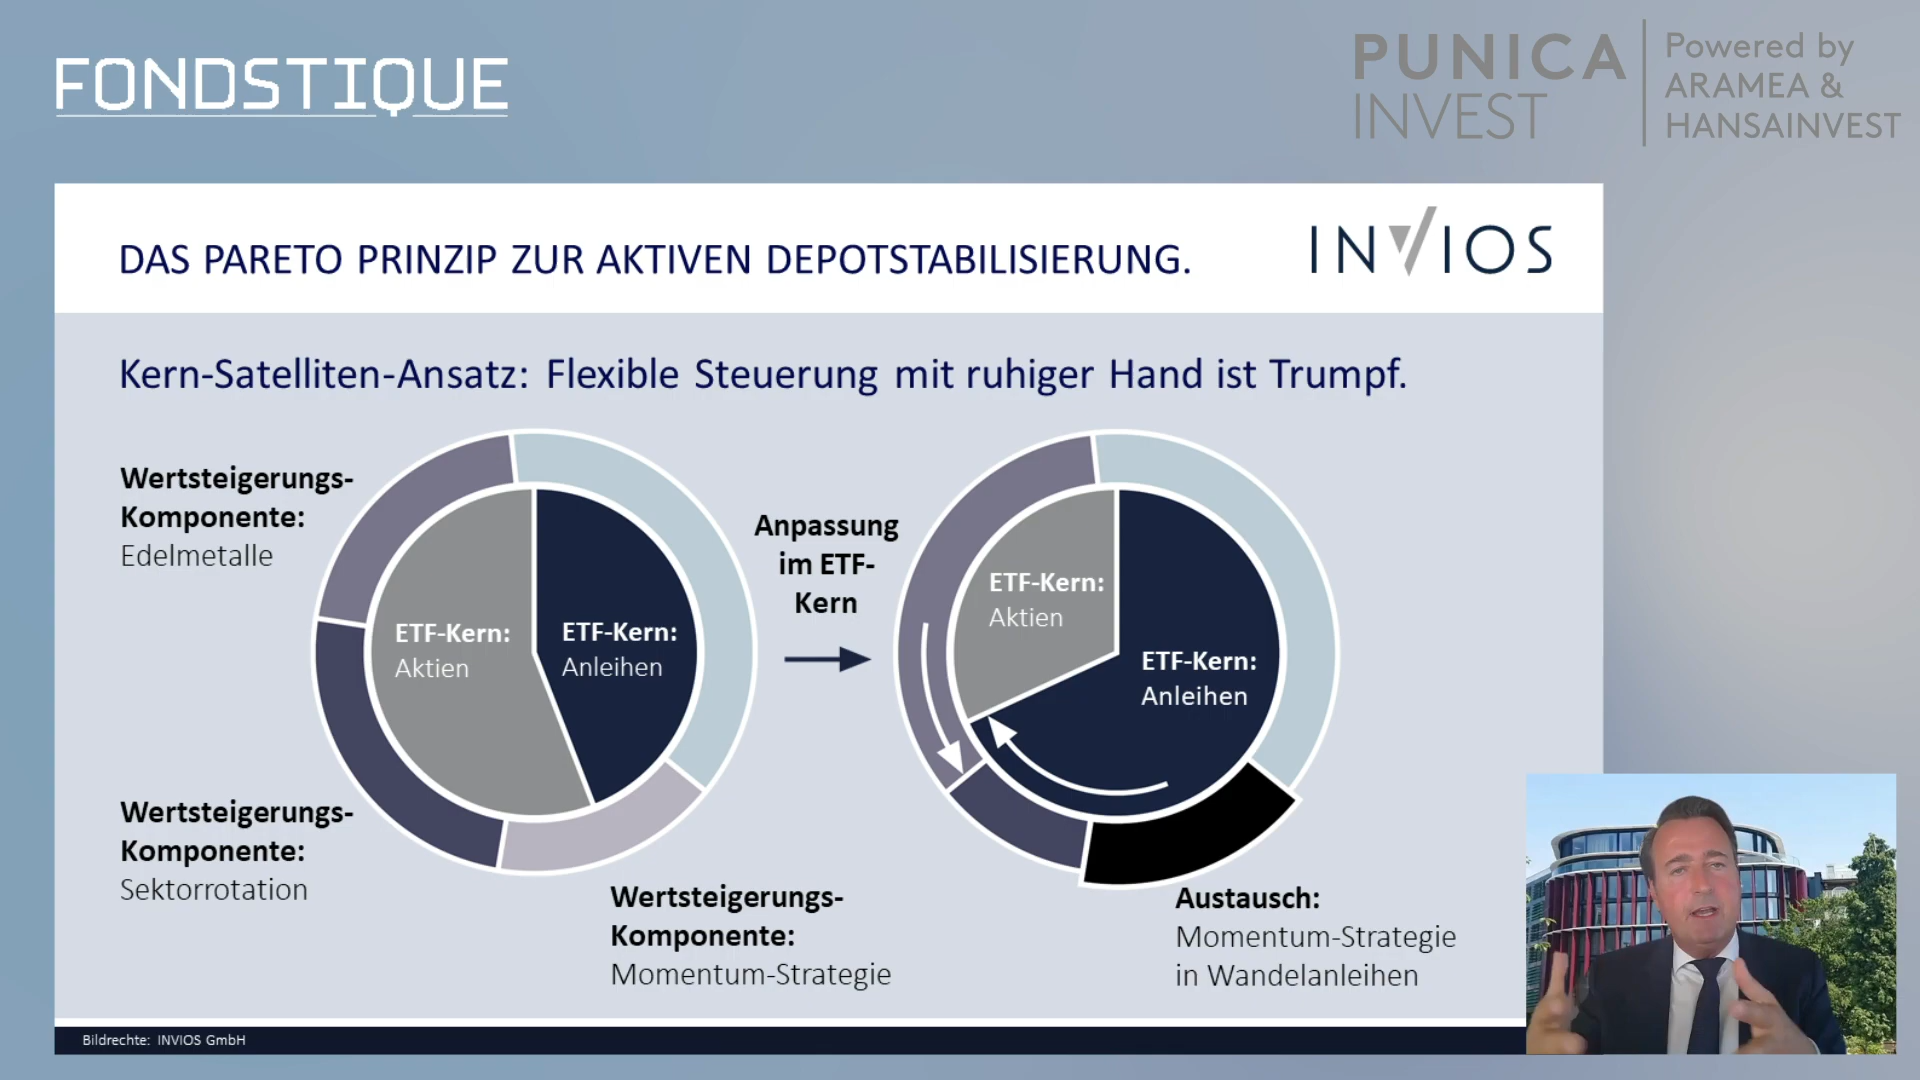 FONDSTIQUE
PUNICA
INVEST
Powered by
ARAMEA &
HANSAINVEST
DAS PARETO PRINZIP ZUR AKTIVEN DEPOTSTABILISIERUNG.
INVIOS
Kern-Satelliten-Ansatz: Flexible Steuerung mit ruhiger Hand ist Trumpf.
Wertsteigerungs-
Komponente:
Edelmetalle
ETF-Kern:
Aktien
ETF-Kern:
Anleihen
Anpassung
im ETF-
Kern
ETF-Kern:
Aktien
ETF-Kern:
Anleihen
Wertsteigerungs-
Komponente:
Sektorrotation
Wertsteigerungs-
Komponente:
Momentum-Strategie
Austausch:
Momentum-Strategie
in Wandelanleihen
Bildrechte: INVIOS GmbH